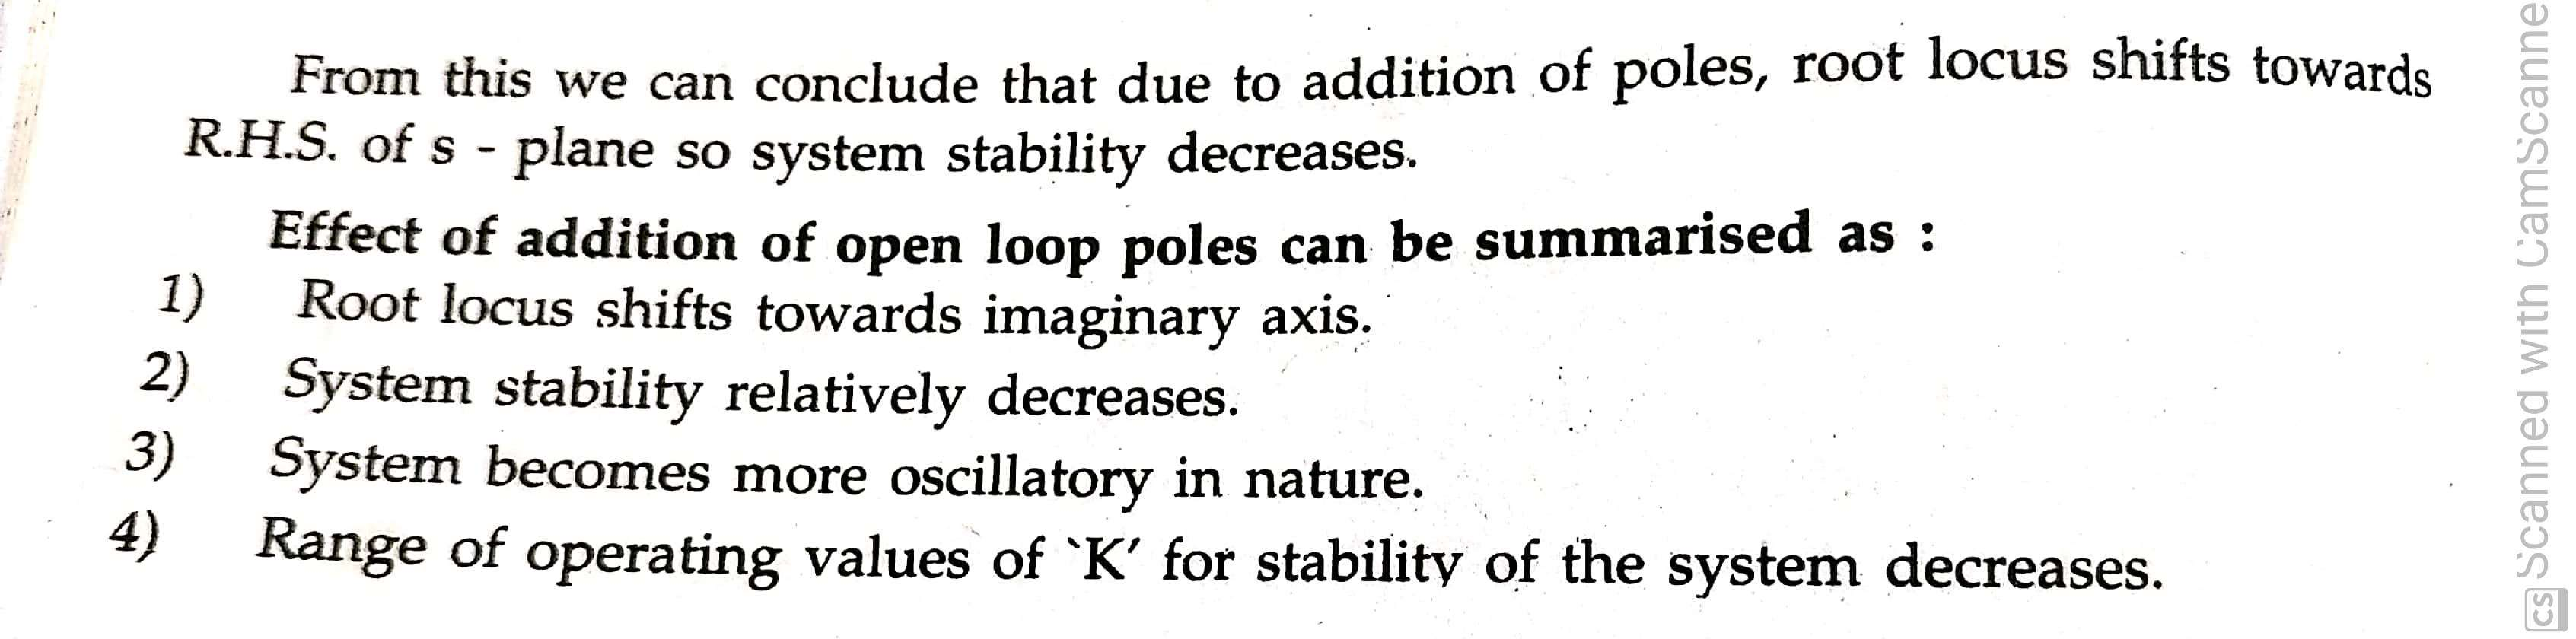 From this we can conclude that due to addition of poles, root locus shifts towards
R.H.S. of s - plane so system stability decreases.
Effect of addition of open loop poles can be summarised as :
1) Root locus shifts towards imaginary axis.
2) System stability relatively decreases.
3) System becomes more oscillatory in nature.
4) Range of operating values of `K′ for stability of the system decreases.
CS Scanned with CamScanne